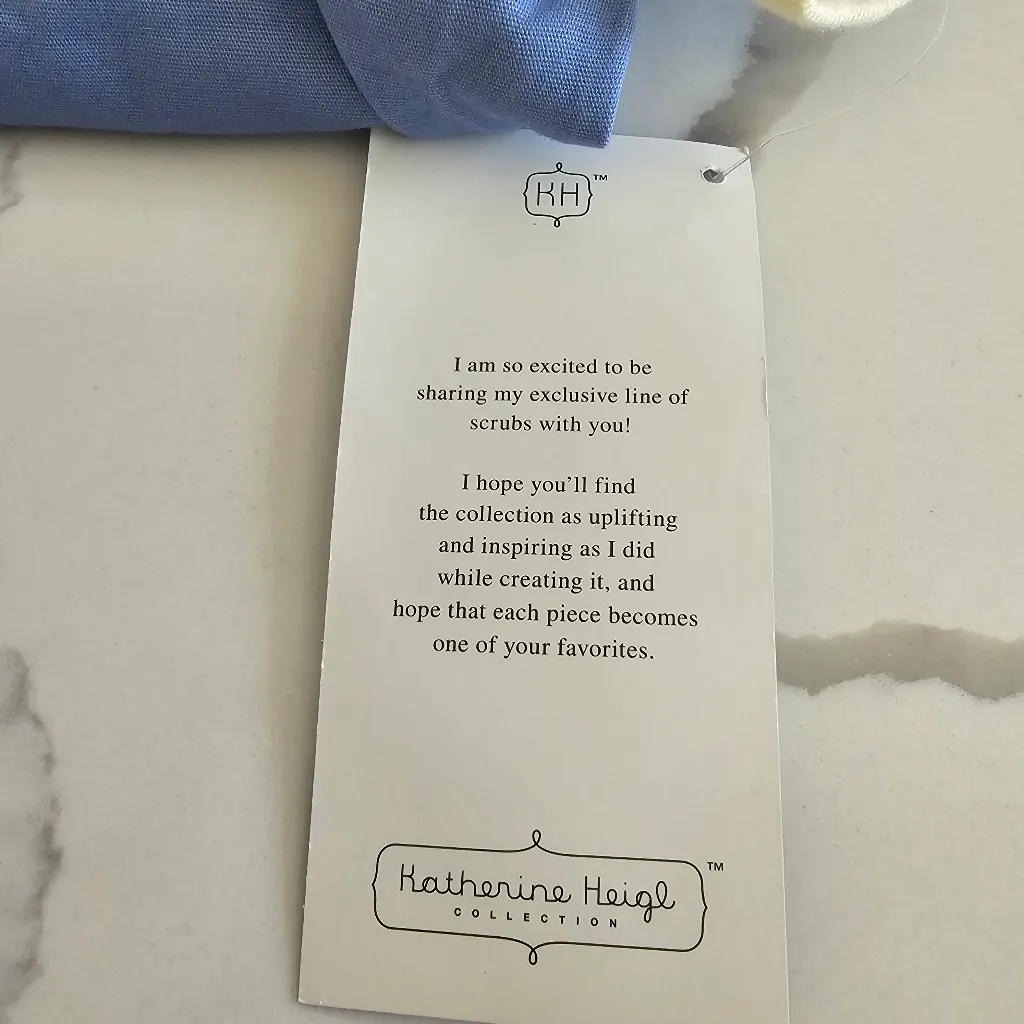 KH™
I am so excited to be
sharing my exclusive line of
scrubs with you!
I hope you'll find
the collection as uplifting
and inspiring as I did
while creating it, and
hope that each piece becomes
one of your favorites.
Katherine Heigl™
COLLECTION